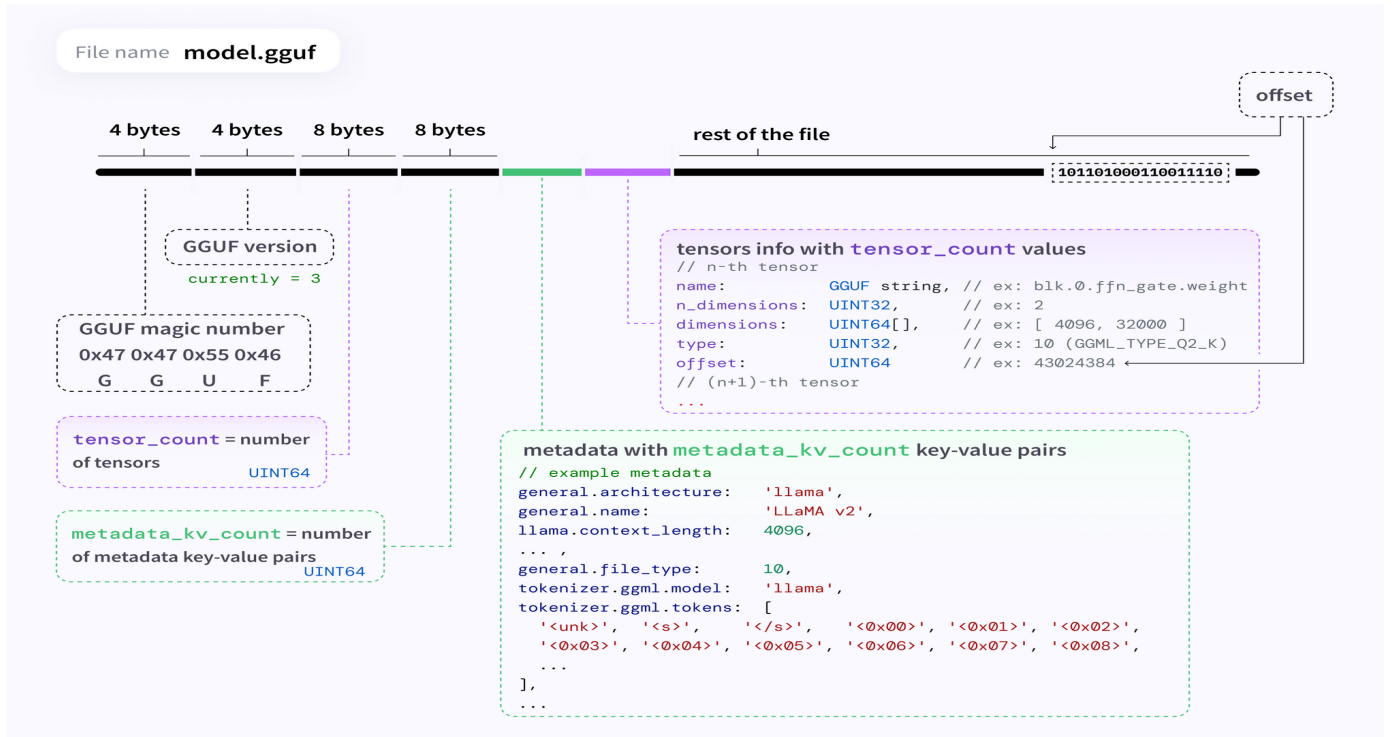 File name model.gguf
offset
4 bytes 4 bytes 8 bytes 8 bytes
rest of the file
101101000110011110
GGUF version
currently = 3
GGUF magic number
0x47 0x47 0x55 0x46
G G U F
tensor_count = number
of tensors
UINT64
metadata_kv_count = number
of metadata key-value pairs
UINT64
tensors info with tensor_count values
// n-th tensor
name: GGUF string, // ex: blk.0.ffn_gate.weight
n_dimensions: UINT32, // ex: 2
dimensions: UINT64[], // ex: [ 4096, 32000 ]
type: UINT32, // ex: 10 (GGML_TYPE_Q2_K)
offset: UINT64 // ex: 43024384
// (n+1)-th tensor
...
metadata with metadata_kv_count key-value pairs
// example metadata
general.architecture: 'llama',
general.name: 'LLaMA v2',
llama.context_length: 4096,
... ,
general.file_type: 10,
tokenizer.ggml.model: 'llama',
tokenizer.ggml.tokens: [
'<unk>', '<s>', '</s>', '<0x00>', '<0x01>', '<0x02>',
'<0x03>', '<0x04>', '<0x05>', '<0x06>', '<0x07>', '<0x08>',
...
],
...